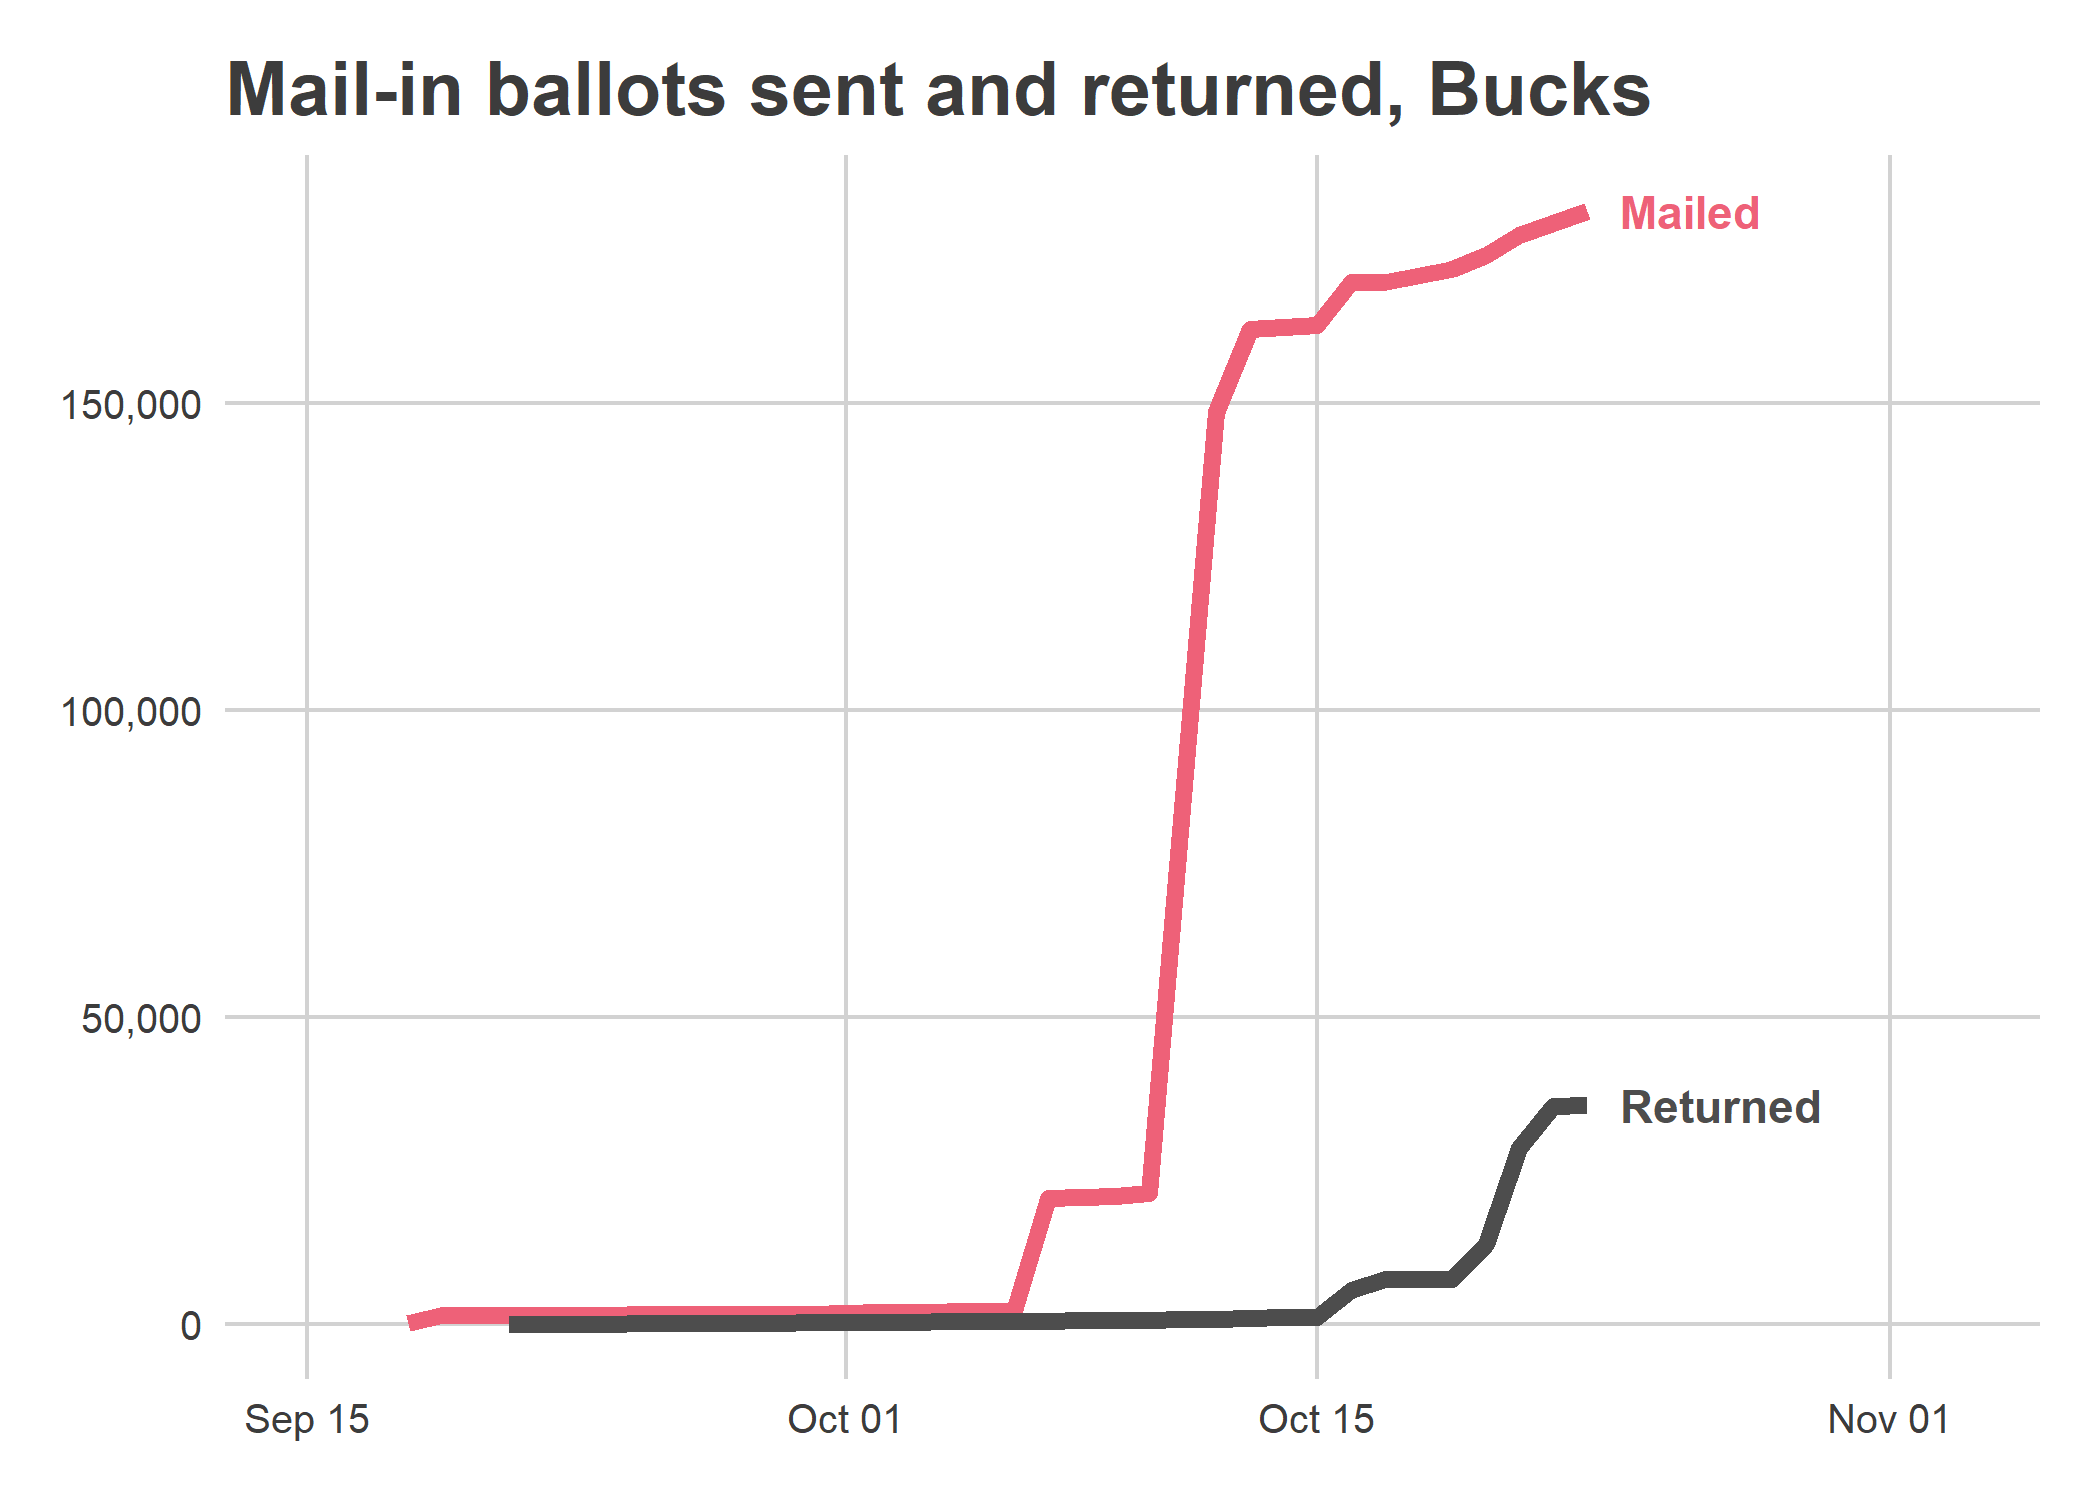 Mail-in ballots sent and returned, Bucks
Mailed
150,000
100,000
50,000
Returned
0
Sep 15
Oct 01
Oct 15
Nov 01